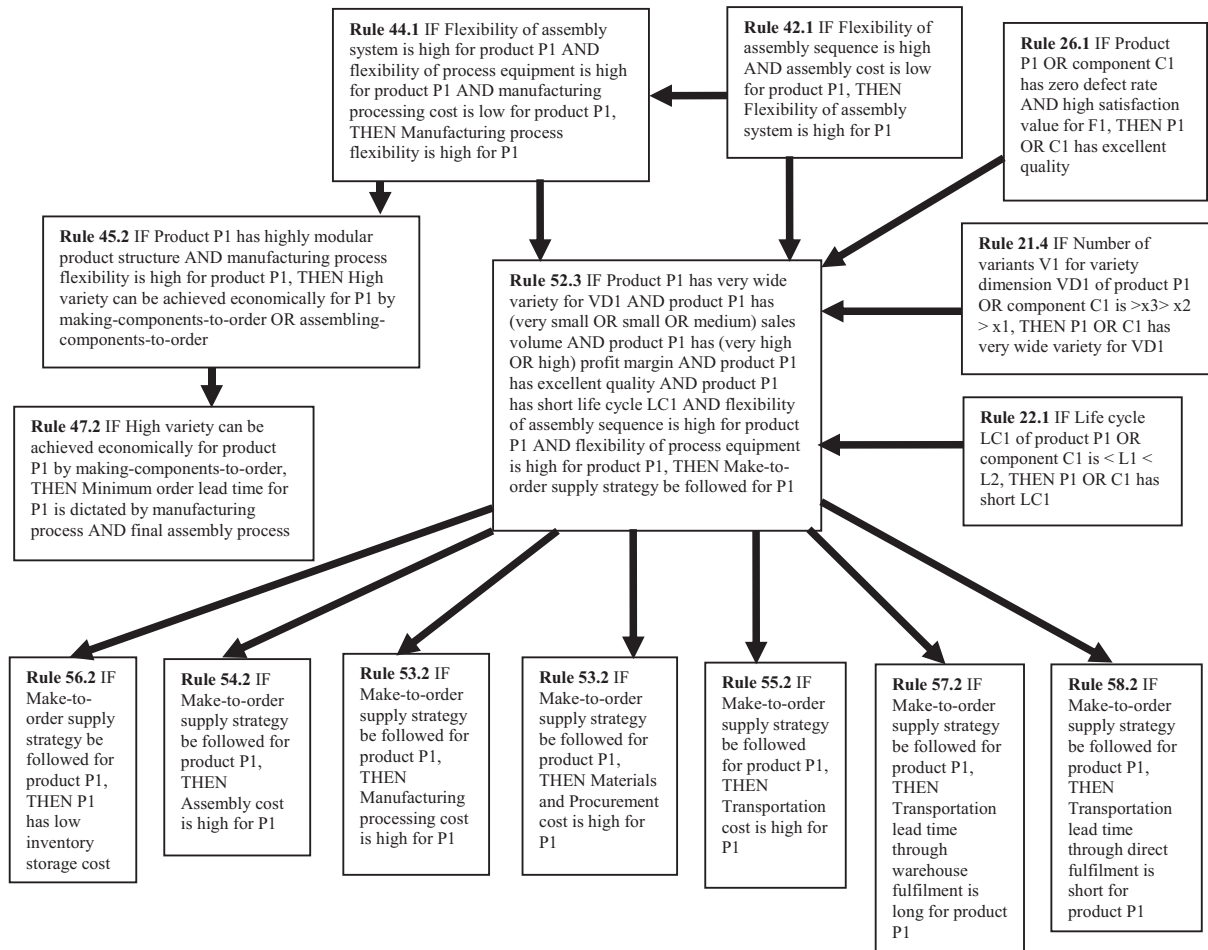 Rule 44.1 IF Flexibility of assembly
system is high for product P1 AND
flexibility of process equipment is high
for product P1 AND manufacturing
processing cost is low for product P1,
THEN Manufacturing process
flexibility is high for P1
Rule 42.1 IF Flexibility of
assembly sequence is high
AND assembly cost is low
for product P1, THEN
Flexibility of assembly
system is high for P1
Rule 26.1 IF Product
P1 OR component C1
has zero defect rate
AND high satisfaction
value for F1, THEN P1
OR C1 has excellent
quality
Rule 45.2 IF Product P1 has highly modular
product structure AND manufacturing process
flexibility is high for product P1, THEN High
variety can be achieved economically for P1 by
making-components-to-order OR assembling-
components-to-order
Rule 52.3 IF Product P1 has very wide
variety for VD1 AND product P1 has
(very small OR small OR medium) sales
volume AND product P1 has (very high
OR high) profit margin AND product P1
has excellent quality AND product P1
has short life cycle LC1 AND flexibility
of assembly sequence is high for product
P1 AND flexibility of process equipment
is high for product P1, THEN Make-to-
order supply strategy be followed for P1
Rule 21.4 IF Number of
variants V1 for variety
dimension VD1 of product P1
OR component C1 is >x3> x2
> x1, THEN P1 OR C1 has
very wide variety for VD1
Rule 47.2 IF High variety can be
achieved economically for product
P1 by making-components-to-order,
THEN Minimum order lead time for
P1 is dictated by manufacturing
process AND final assembly process
Rule 22.1 IF Life cycle
LC1 of product P1 OR
component C1 is < L1 <
L2, THEN P1 OR C1 has
short LC1
Rule 56.2 IF
Make-to-
order supply
strategy be
followed for
product P1,
THEN P1
has low
inventory
storage cost
Rule 54.2 IF
Make-to-order
supply strategy
be followed for
product P1,
THEN
Assembly cost
is high for P1
Rule 53.2 IF
Make-to-order
supply strategy
be followed for
product P1,
THEN
Manufacturing
processing cost
is high for P1
Rule 53.2 IF
Make-to-order
supply strategy
be followed for
product P1,
THEN Materials
and Procurement
cost is high for
P1
Rule 55.2 IF
Make-to-order
supply strategy
be followed
for product P1,
THEN
Transportation
cost is high for
P1
Rule 57.2 IF
Make-to-order
supply strategy
be followed for
product P1,
THEN
Transportation
lead time
through
warehouse
fulfilment is
long for product
P1
Rule 58.2 IF
Make-to-order
supply strategy
be followed for
product P1,
THEN
Transportation
lead time
through direct
fulfilment is
short for
product P1